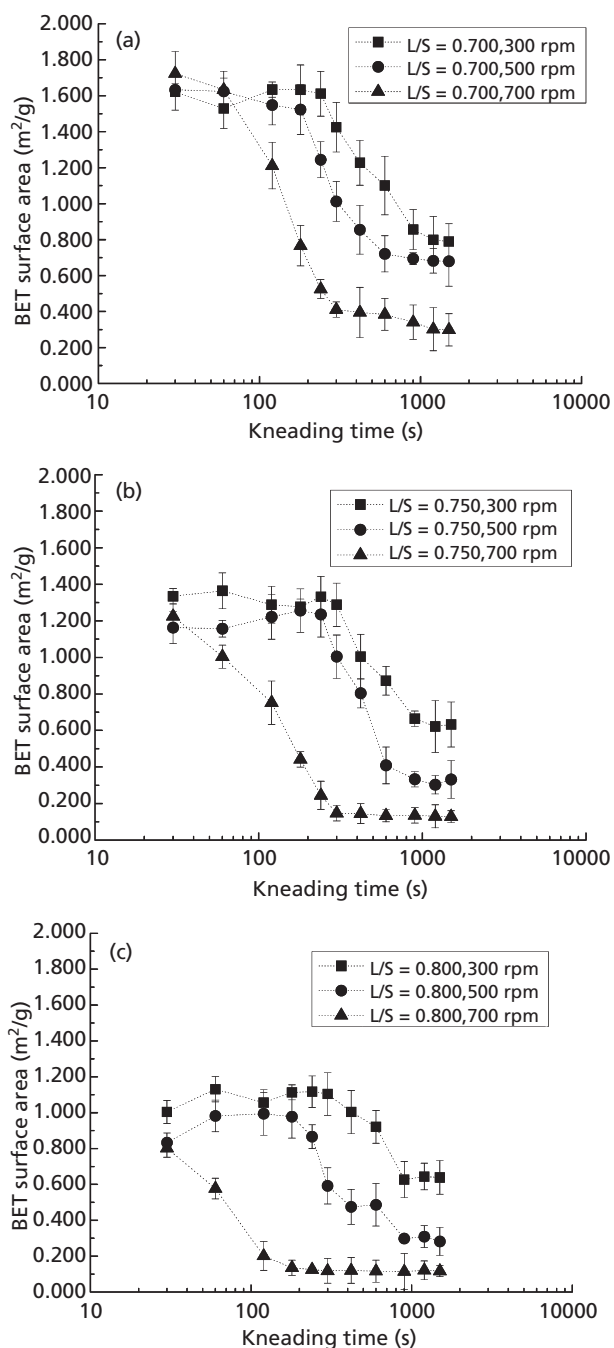 (a)
L/S = 0.700,300 rpm
L/S = 0.700,500 rpm
L/S = 0.700,700 rpm
BET surface area (m²/g)
2.000
1.800
1.600
1.400
1.200
1.000
0.800
0.600
0.400
0.200
0.000
10
100
1000
10000
Kneading time (s)
(b)
L/S = 0.750,300 rpm
L/S = 0.750,500 rpm
L/S = 0.750,700 rpm
BET surface area (m²/g)
2.000
1.800
1.600
1.400
1.200
1.000
0.800
0.600
0.400
0.200
0.000
10
100
1000
10000
Kneading time (s)
(c)
L/S = 0.800,300 rpm
L/S = 0.800,500 rpm
L/S = 0.800,700 rpm
BET surface area (m²/g)
2.000
1.800
1.600
1.400
1.200
1.000
0.800
0.600
0.400
0.200
0.000
10
100
1000
10000
Kneading time (s)